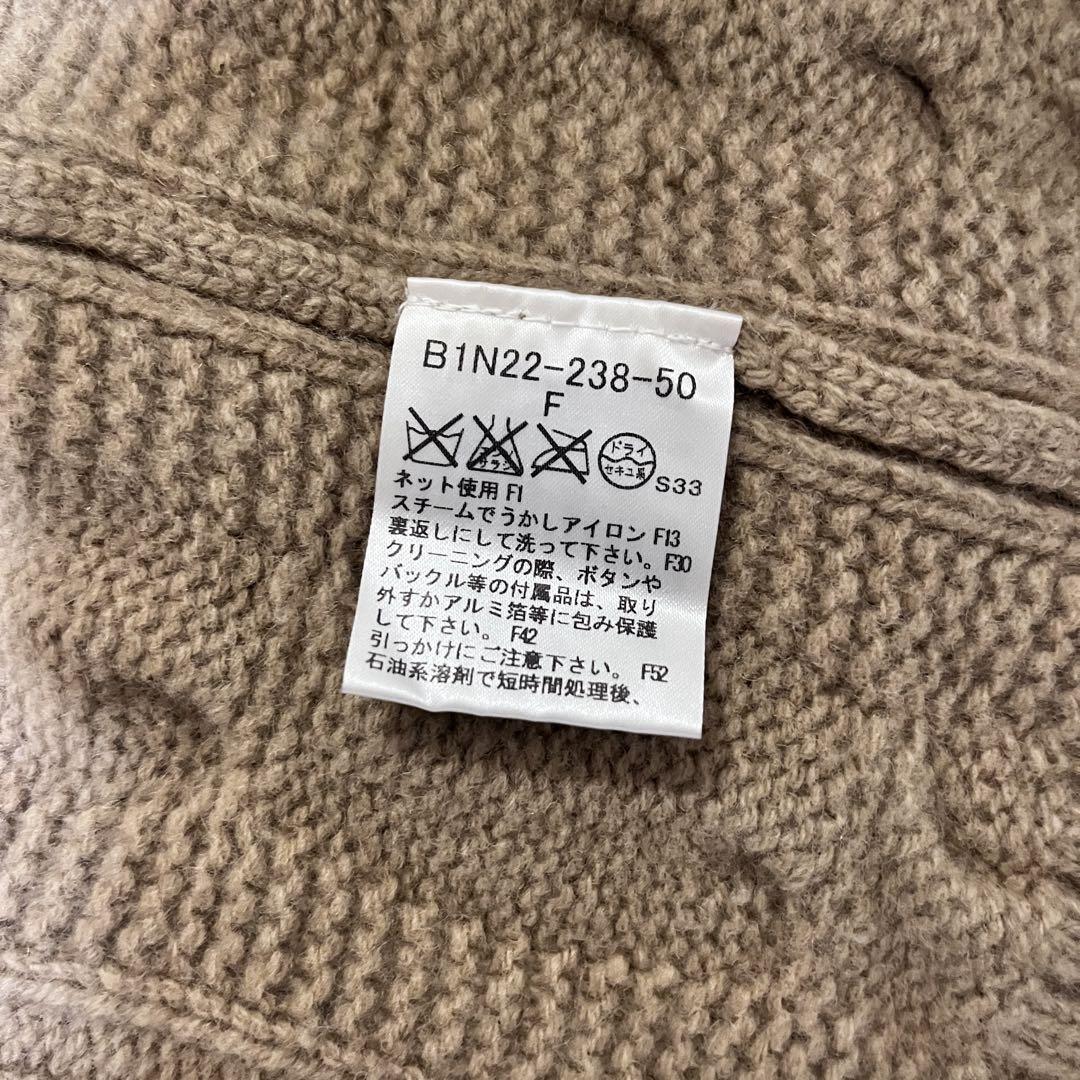 B1N22-238-50
F
サラシ ドライ
セキユ系 S33
ネット使用 F1
スチームでうかしアイロン F13
裏返しにして洗って下さい。F30
クリーニングの際、ボタンや
バックル等の付属品は、取り
外すかアルミ箔等に包み保護
して下さい。 F42
引っかけにご注意下さい。 F52
石油系溶剤で短時間処理後、